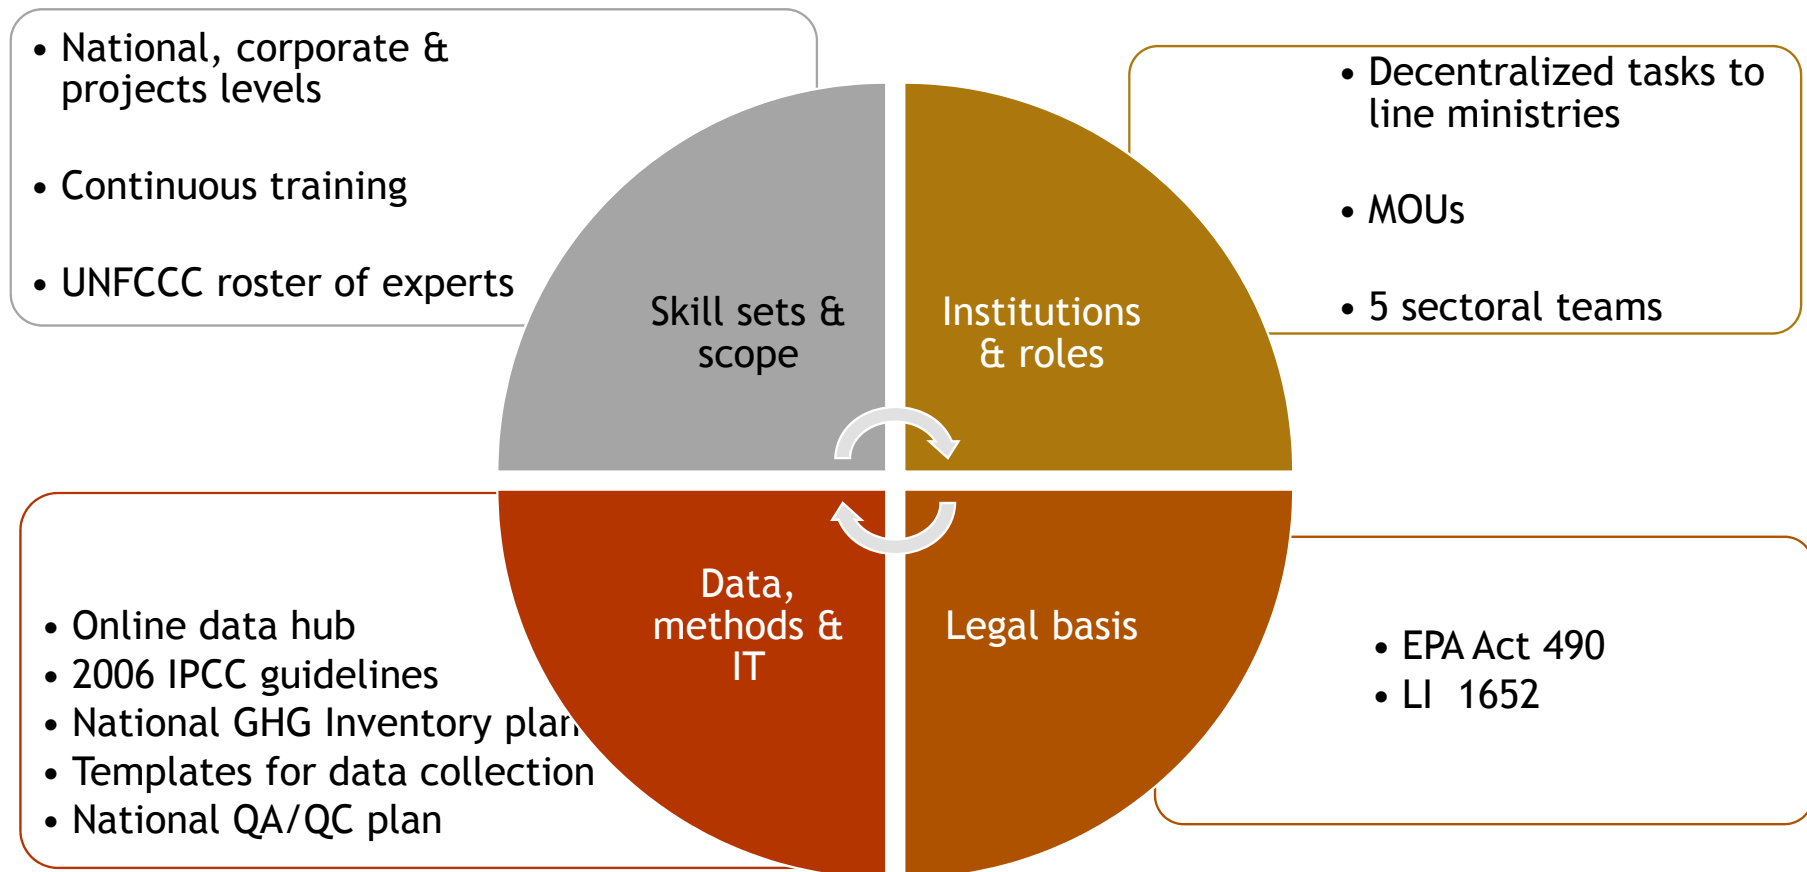 • National, corporate &
projects levels
• Continuous training
• UNFCCC roster of experts
Skill sets &
scope
Institutions
& roles
• Decentralized tasks to
line ministries
• MOUs
• 5 sectoral teams
• Online data hub
• 2006 IPCC guidelines
• National GHG Inventory plan
• Templates for data collection
• National QA/QC plan
Data,
methods &
IT
Legal basis
• EPA Act 490
• LI 1652